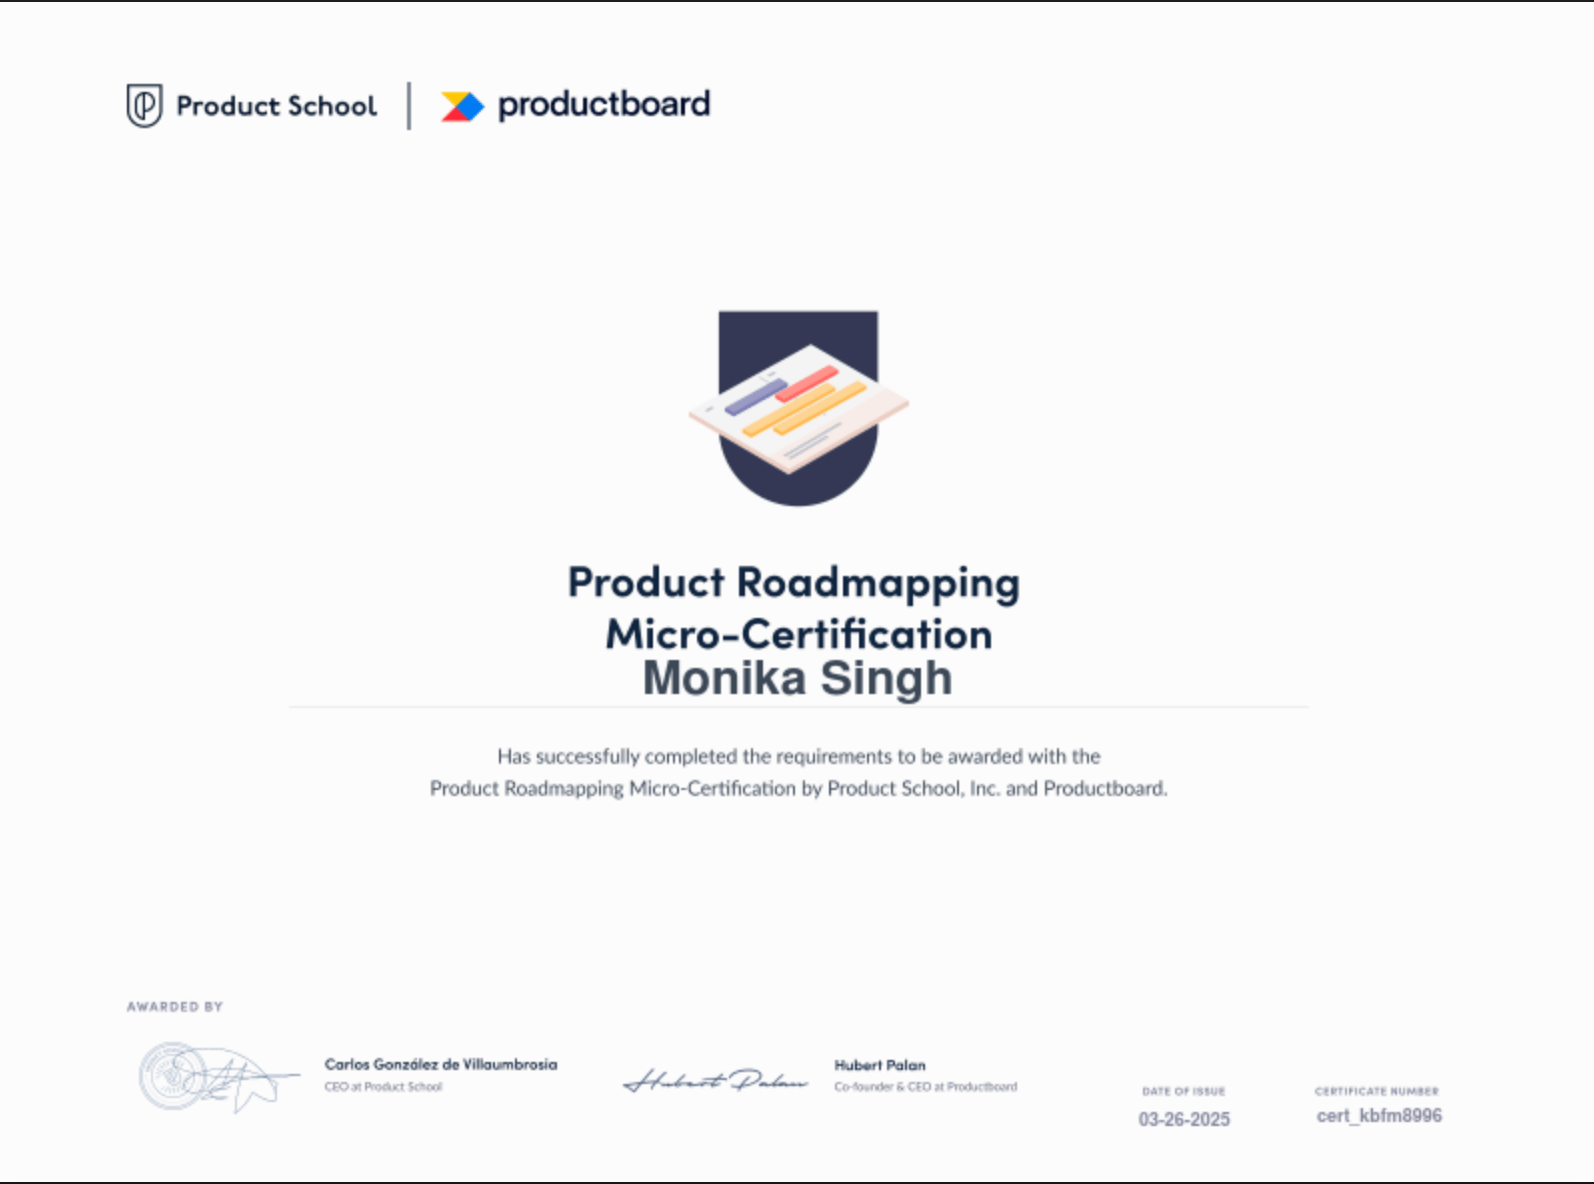 Product School | productboard
Product Roadmapping
Micro-Certification
Monika Singh
Has successfully completed the requirements to be awarded with the
Product Roadmapping Micro-Certification by Product School, Inc. and Productboard.
AWARDED BY
Carlos González de Villaumbrosia
CEO at Product School
Hubert Palan
Hubert Palan
Co-founder & CEO at Productboard
DATE OF ISSUE
03-26-2025
CERTIFICATE NUMBER
cert_kbfm8996